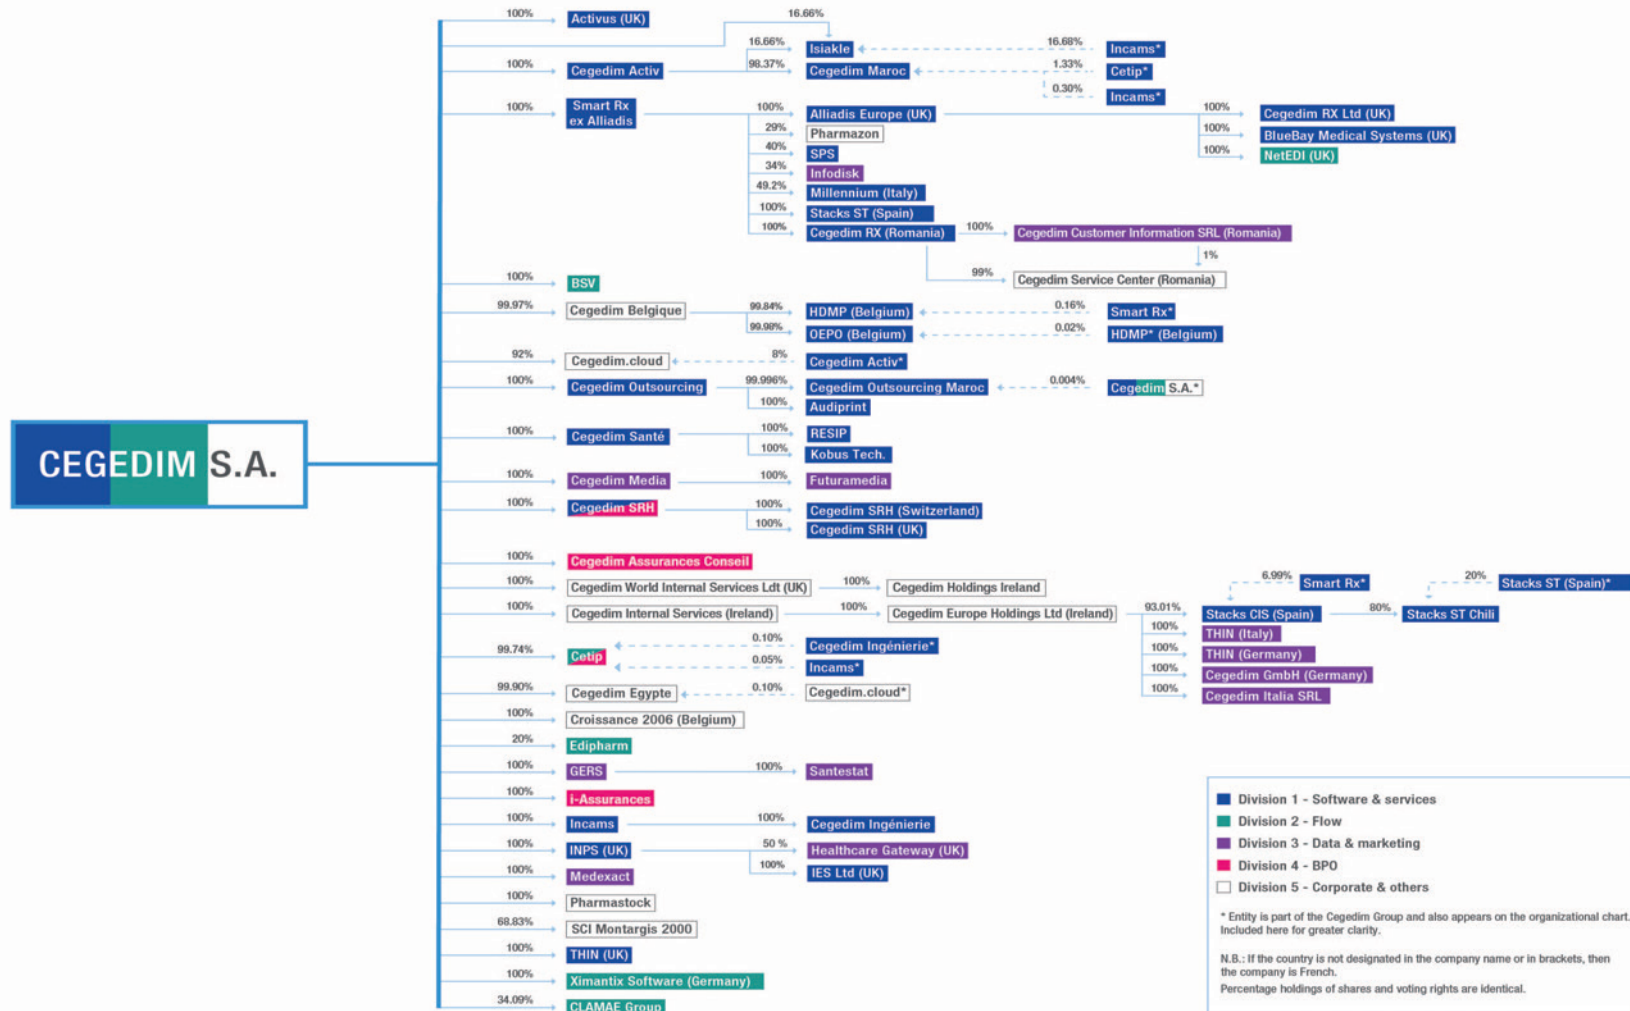 CEGEDIM S.A.
100% Activus (UK)
16.66%
16.66% Isiakle 16.68% Incams*
100% Cegedim Activ 98.37% Cegedim Maroc 1.33% Cetip*
0.30% Incams*
100% Smart Rx
ex Alliadis
100% Alliadis Europe (UK) 100% Cegedim RX Ltd (UK)
29% Pharmazon 100% BlueBay Medical Systems (UK)
40% SPS 100% NetEDI (UK)
34% Infodisk
49.2% Millennium (Italy)
100% Stacks ST (Spain)
100% Cegedim RX (Romania) 100% Cegedim Customer Information SRL (Romania)
1%
99% Cegedim Service Center (Romania)
100% BSV
99.97% Cegedim Belgique 99.84% HDMP (Belgium) 0.16% Smart Rx*
99.98% OEPO (Belgium) 0.02% HDMP* (Belgium)
92% Cegedim.cloud 8% Cegedim Activ*
100% Cegedim Outsourcing 99.996% Cegedim Outsourcing Maroc 0.004% Cegedim S.A.*
100% Audiprint
100% Cegedim Santé 100% RESIP
100% Kobus Tech.
100% Cegedim Media 100% Futuramedia
100% Cegedim SRH 100% Cegedim SRH (Switzerland)
100% Cegedim SRH (UK)
100% Cegedim Assurances Conseil
100% Cegedim World Internal Services Ldt (UK) 100% Cegedim Holdings Ireland
6.99% Smart Rx* 20% Stacks ST (Spain)*
100% Cegedim Internal Services (Ireland) 100% Cegedim Europe Holdings Ltd (Ireland) 93.01% Stacks CIS (Spain) 80% Stacks ST Chili
100% THIN (Italy)
100% THIN (Germany)
100% Cegedim GmbH (Germany)
100% Cegedim Italia SRL
99.74% Cetip 0.10% Cegedim Ingénierie*
0.05% Incams*
99.90% Cegedim Egypte 0.10% Cegedim.cloud*
100% Croissance 2006 (Belgium)
20% Edipharm
100% GERS 100% Santestat
100% i-Assurances
100% Incams 100% Cegedim Ingénierie
100% INPS (UK) 50 % Healthcare Gateway (UK)
100% IES Ltd (UK)
100% Medexact
100% Pharmastock
68.83% SCI Montargis 2000
100% THIN (UK)
100% Ximantix Software (Germany)
34.09% CLAMAE Group
Division 1 - Software & services
Division 2 - Flow
Division 3 - Data & marketing
Division 4 - BPO
Division 5 - Corporate & others
* Entity is part of the Cegedim Group and also appears on the organizational chart.
Included here for greater clarity.
N.B.: If the country is not designated in the company name or in brackets, then
the company is French.
Percentage holdings of shares and voting rights are identical.